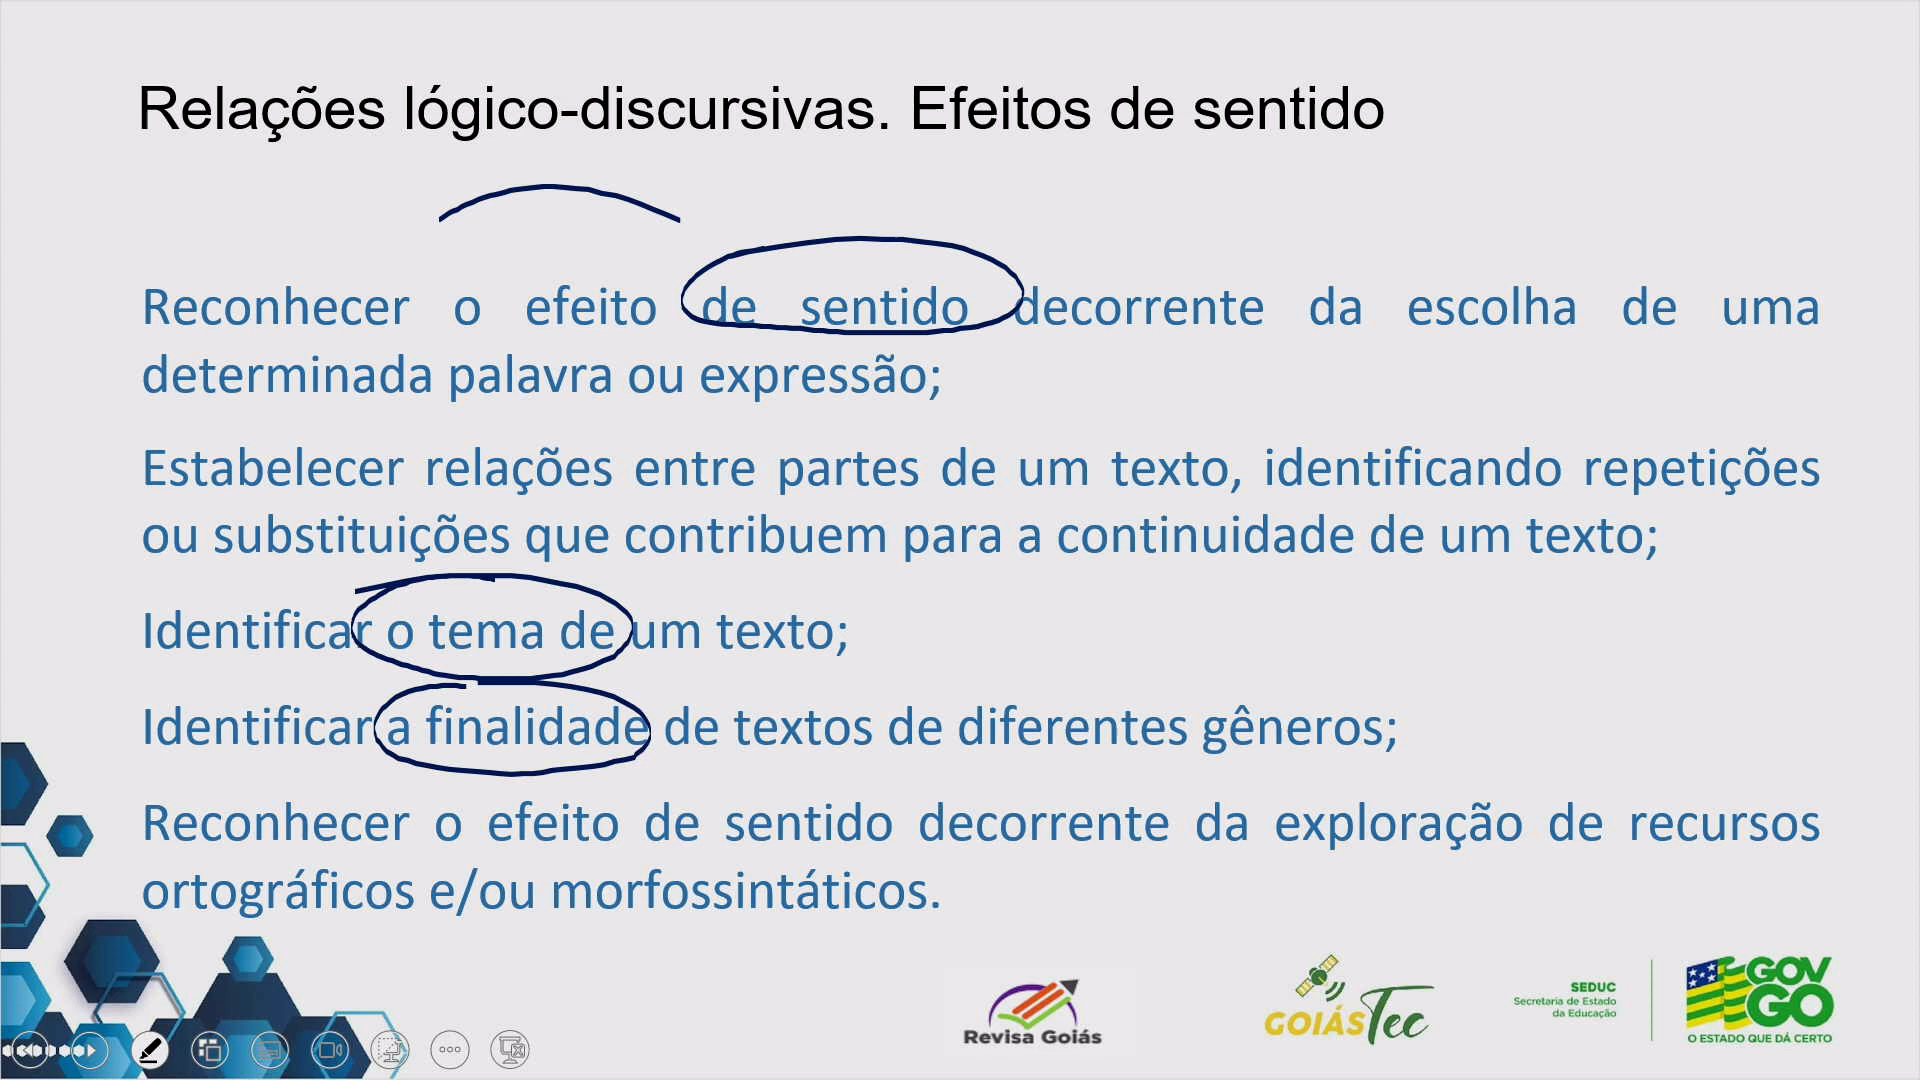 Relações lógico-discursivas. Efeitos de sentido
Reconhecer o efeito de sentido decorrente da escolha de uma
determinada palavra ou expressão;
Estabelecer relações entre partes de um texto, identificando repetições
ou substituições que contribuem para a continuidade de um texto;
Identificar o tema de um texto;
Identificar a finalidade de textos de diferentes gêneros;
Reconhecer o efeito de sentido decorrente da exploração de recursos
ortográficos e/ou morfossintáticos.
Revisa Goiás
GOIÁSTec
SEDUC
Secretaria de Estado
da Educação
GOV
GO
O ESTADO QUE DÁ CERTO